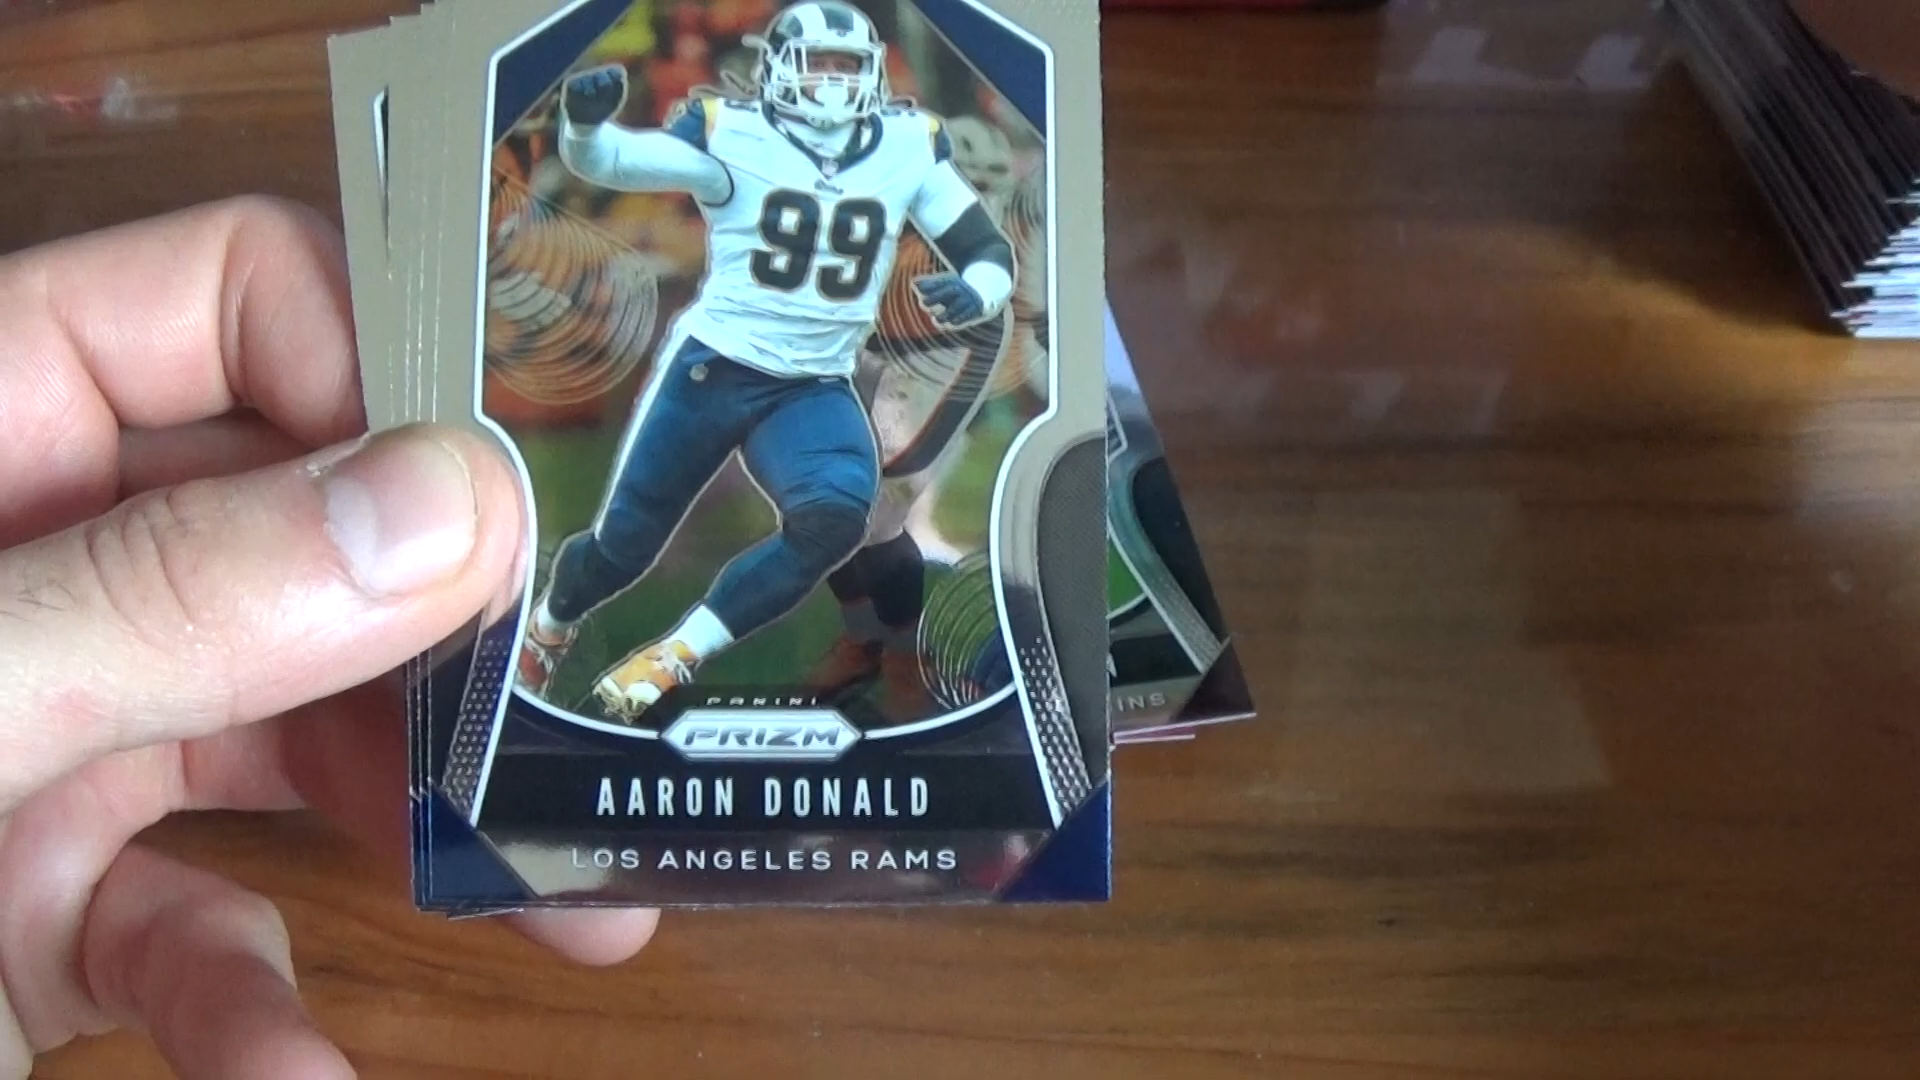 99
PANINI
PRIZM
AARON DONALD
LOS ANGELES RAMS